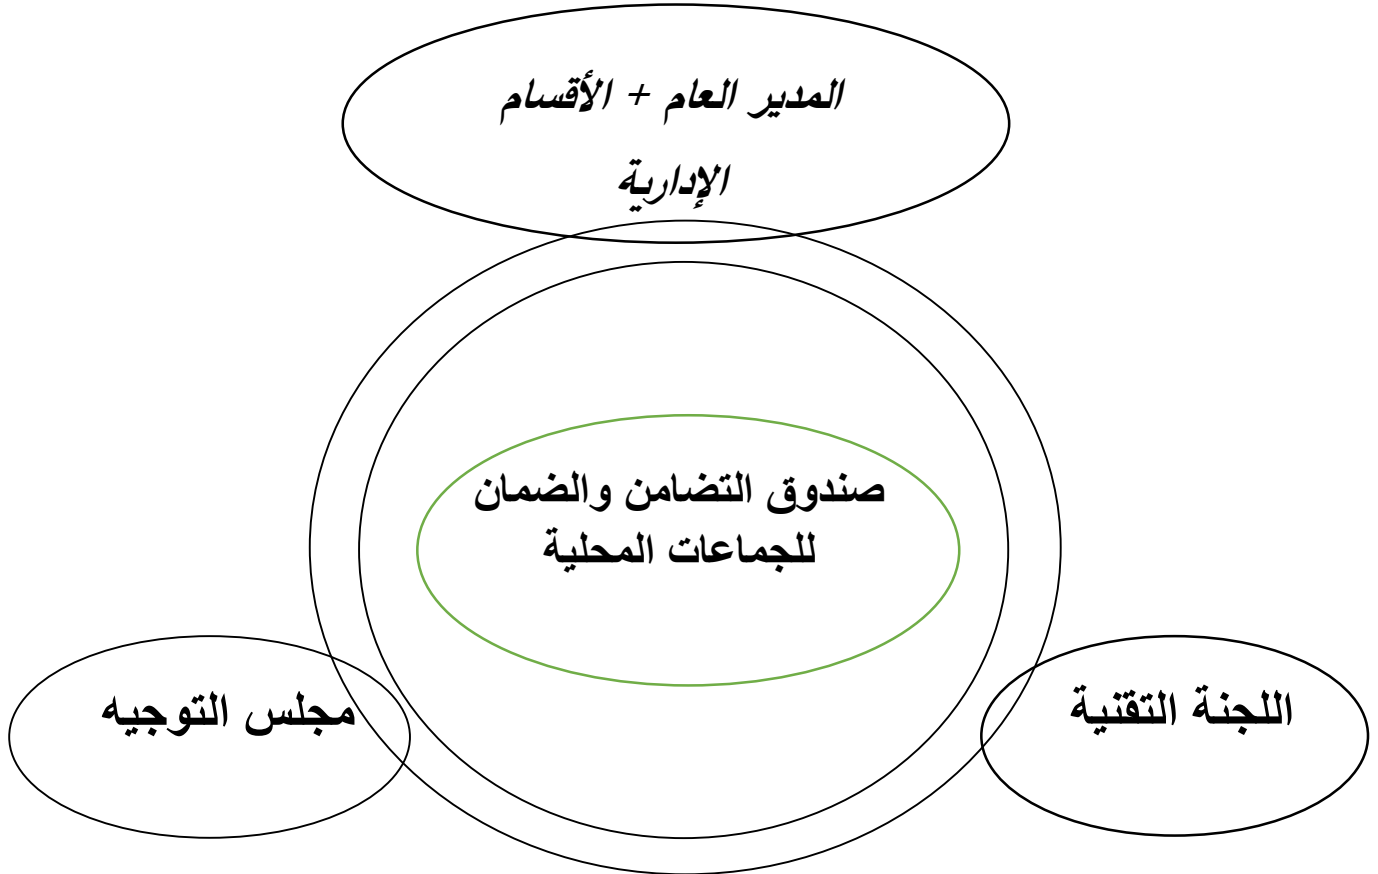 المدير العام + الأقسام
الإدارية
صندوق التضامن والضمان
للجماعات المحلية
اللجنة التقنية
مجلس التوجيه